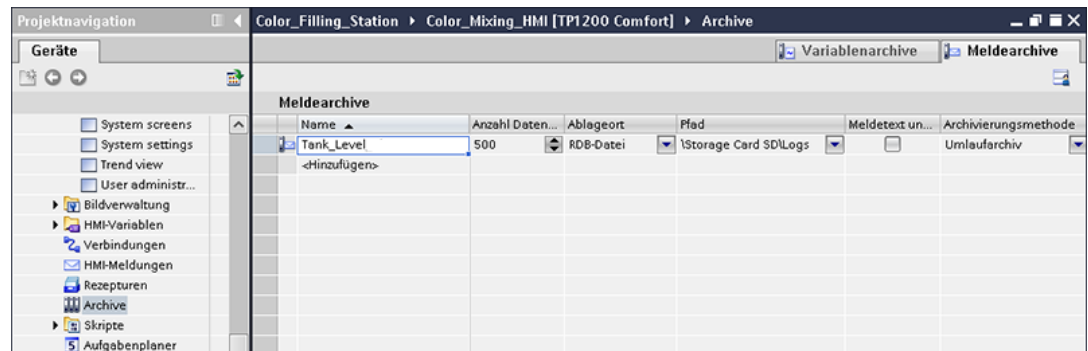 Projektnavigation
Color_Filling_Station ▸ Color_Mixing_HMI [TP1200 Comfort] ▸ Archive
Geräte
Variablenarchive
Meldearchive
Meldearchive
Name Anzahl Daten... Ablageort Pfad Meldetext un... Archivierungsmethode
Tank_Level 500 RDB-Datei \Storage Card SD\Logs Umlaufarchiv
<Hinzufügen>
System screens
System settings
Trend view
User administr...
Bildverwaltung
HMI-Variablen
Verbindungen
HMI-Meldungen
Rezepturen
Archive
Skripte
Aufgabenplaner